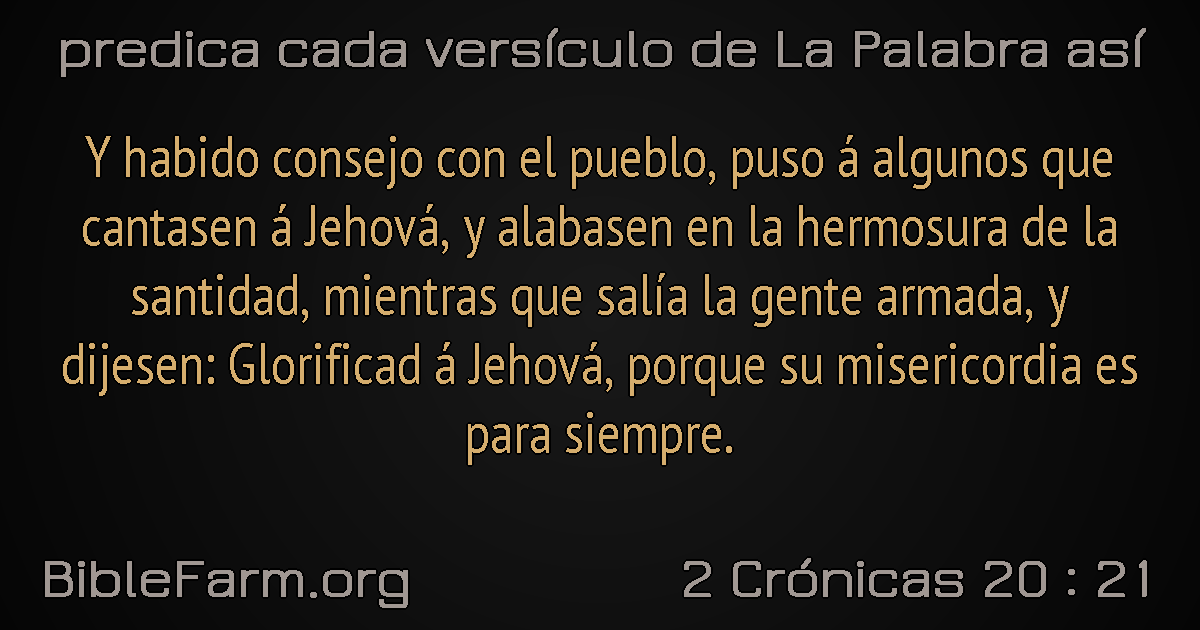 predica cada versículo de La Palabra así
Y habido consejo con el pueblo, puso á algunos que
cantasen á Jehová, y alabasen en la hermosura de la
santidad, mientras que salía la gente armada, y
dijesen: Glorificad á Jehová, porque su misericordia es
para siempre.
BibleFarm.org
2 Crónicas 20 : 21